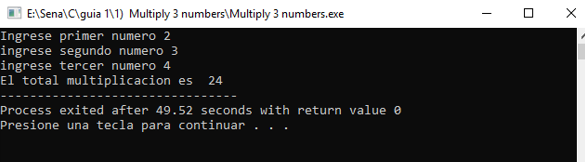 E:\Sena\C\guia 1\1)  Multiply 3 numbers\Multiply 3 numbers.exe
Ingrese primer numero 2
ingrese segundo numero 3
ingrese tercer numero 4
El total multiplicacion es  24
--------------------------------
Process exited after 49.52 seconds with return value 0
Presione una tecla para continuar . . .